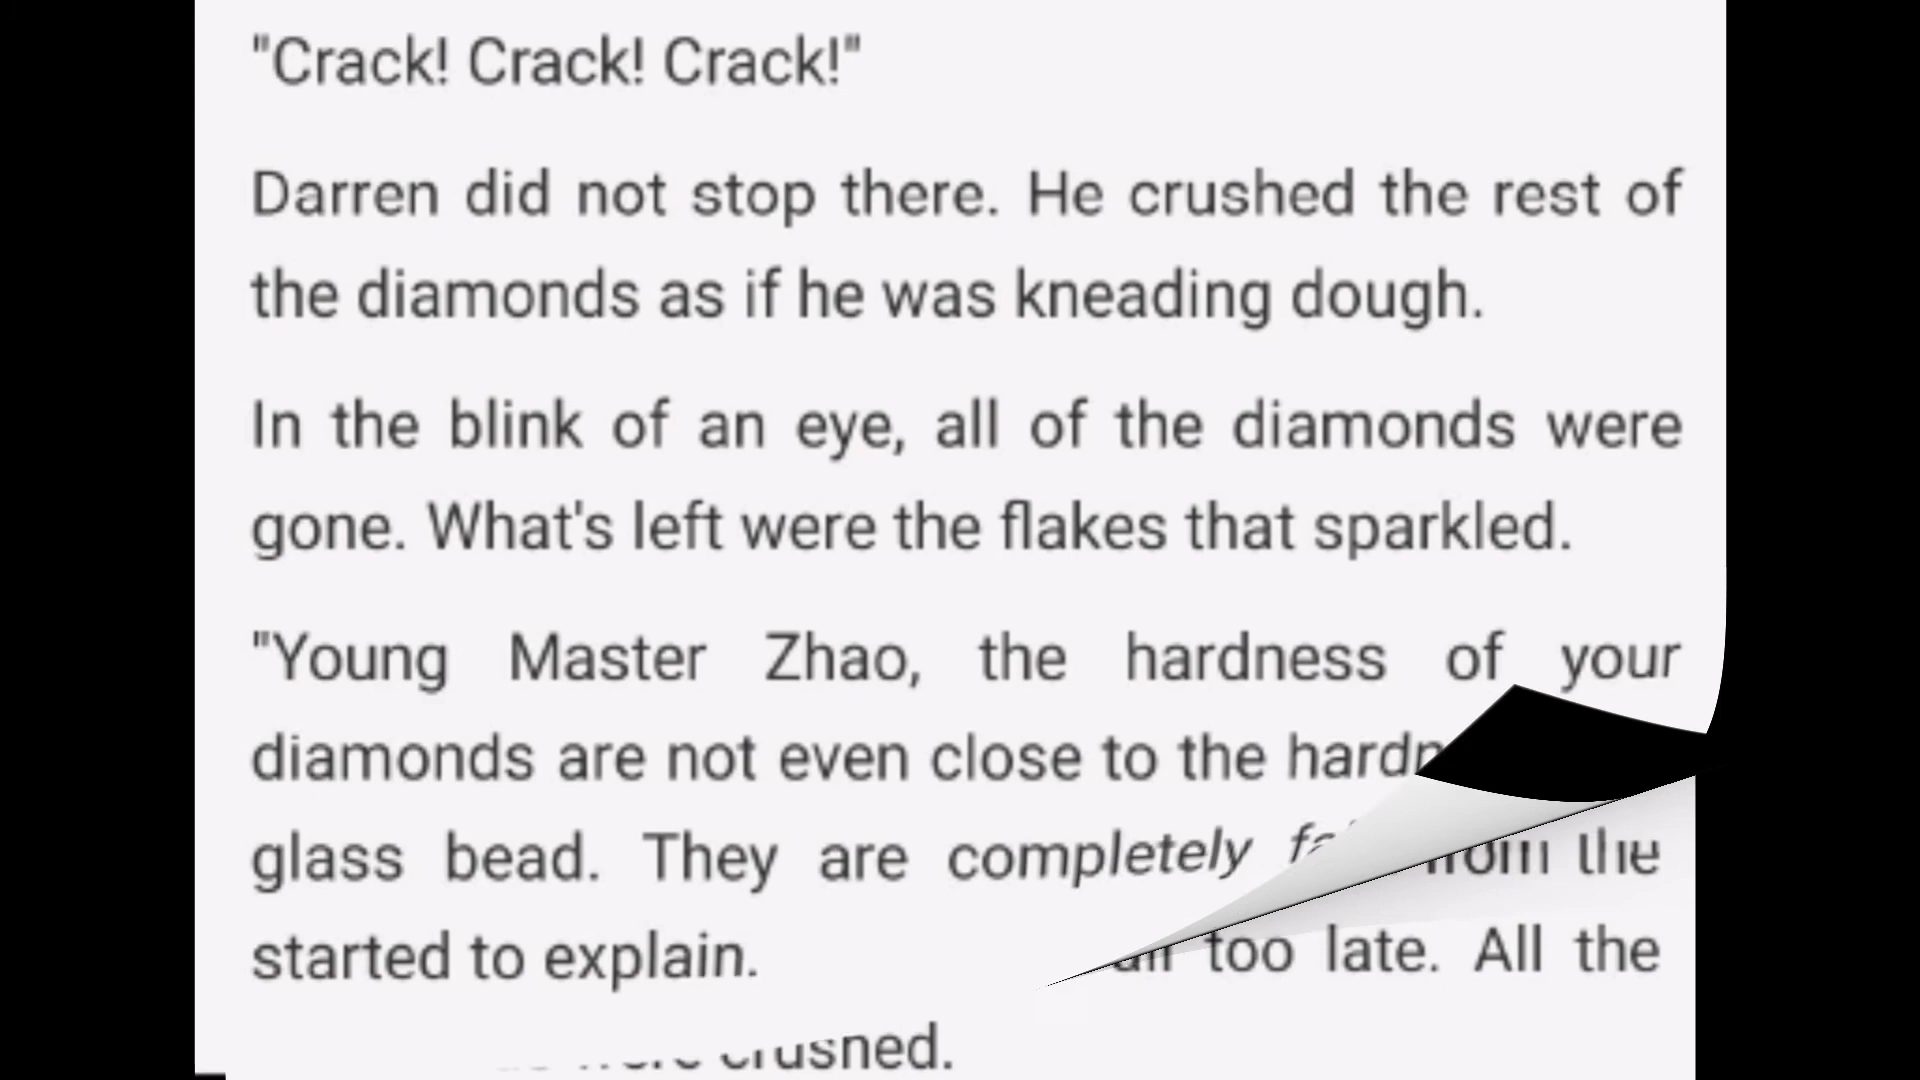 "Crack! Crack! Crack!"
Darren did not stop there. He crushed the rest of
the diamonds as if he was kneading dough.
In the blink of an eye, all of the diamonds were
gone. What's left were the flakes that sparkled.
"Young Master Zhao, the hardness of your
diamonds are not even close to the
glass bead. They are completely from the
started to explain. too late. All the
were crushed.